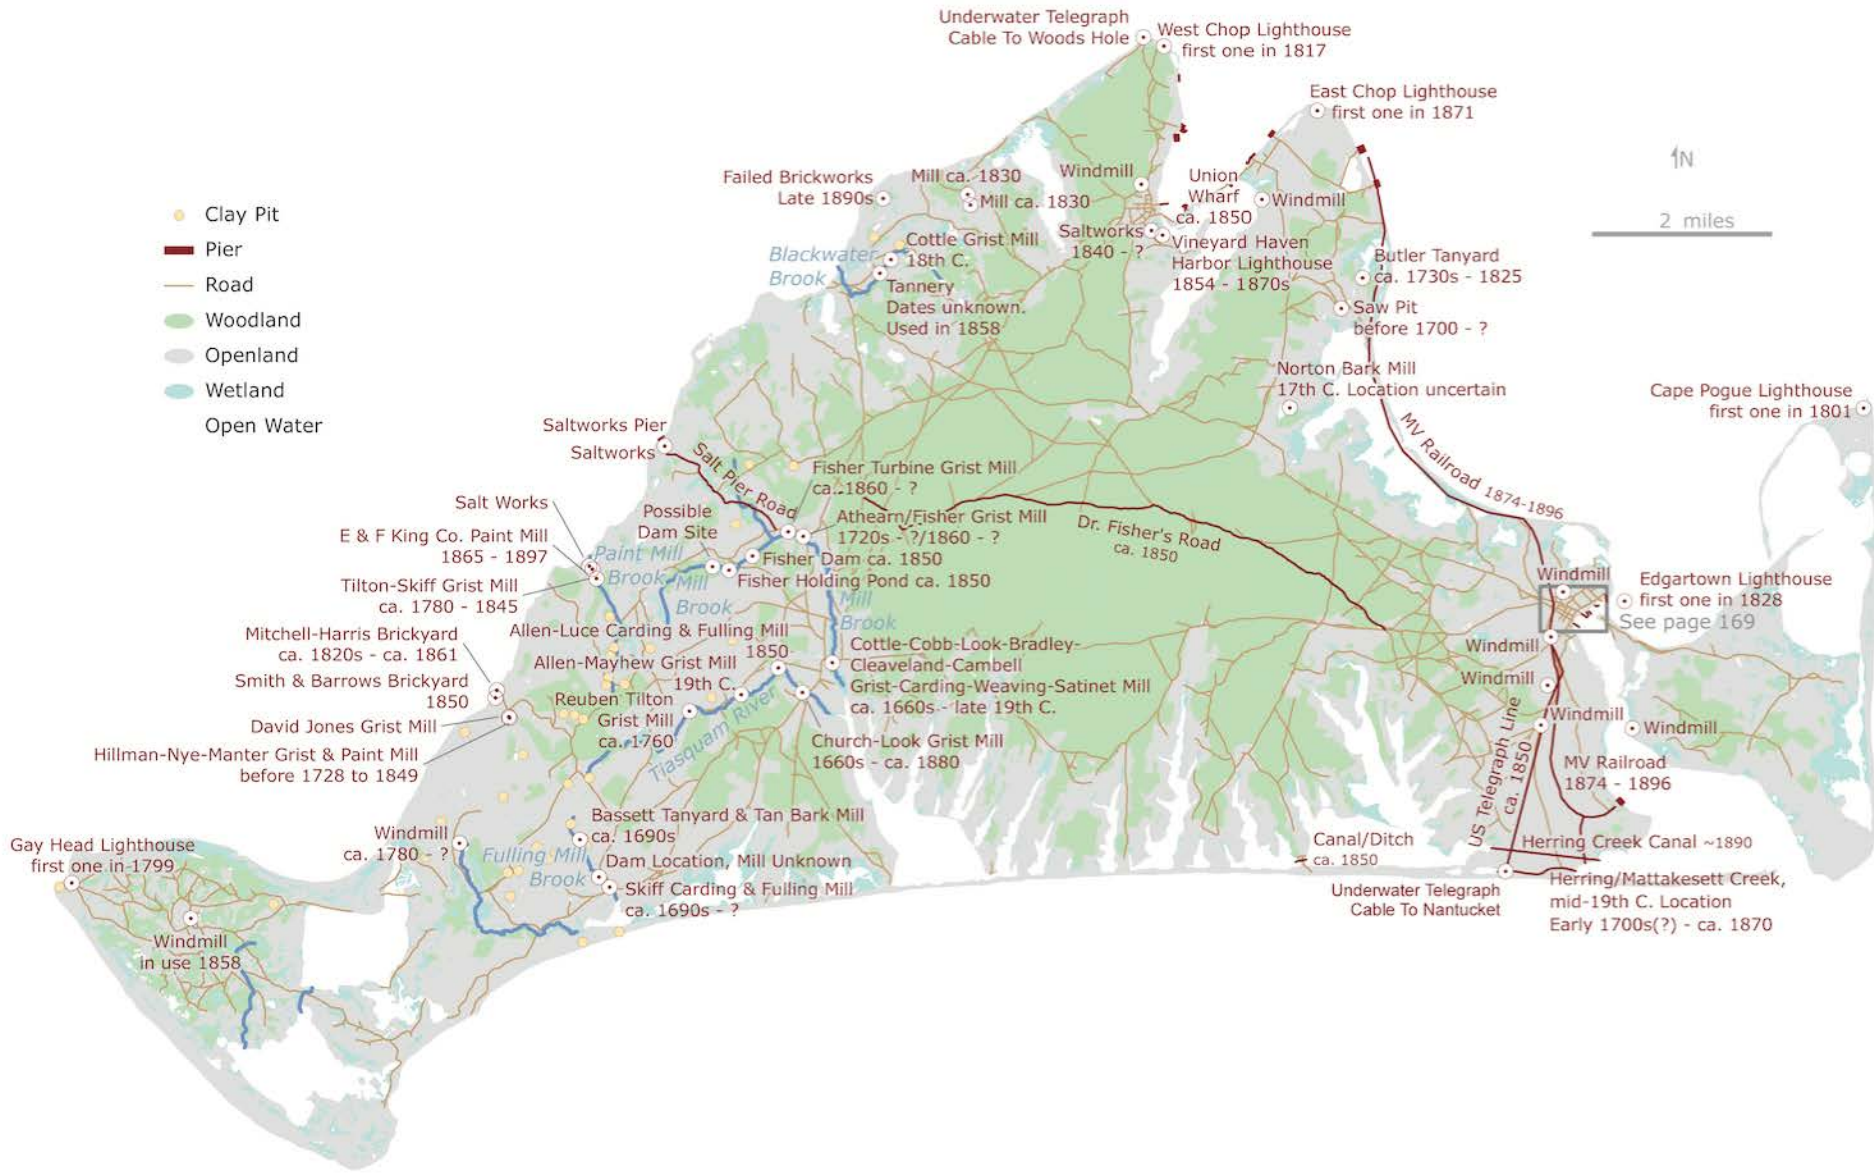 Underwater Telegraph
Cable To Woods Hole
West Chop Lighthouse
first one in 1817
East Chop Lighthouse
first one in 1871
N
2 miles
Failed Brickworks
Late 1890s
Mill ca. 1830
Mill ca. 1830
Windmill
Union
Wharf
ca. 1850
Windmill
Clay Pit
Pier
Road
Woodland
Openland
Wetland
Open Water
Blackwater
Brook
Cottle Grist Mill
18th C.
Tannery
Dates unknown.
Used in 1858
Saltworks
1840 - ?
Vineyard Haven
Harbor Lighthouse
1854 - 1870s
Butler Tanyard
ca. 1730s - 1825
Saw Pit
before 1700 - ?
Norton Bark Mill
17th C. Location uncertain
Cape Pogue Lighthouse
first one in 1801
Saltworks Pier
Saltworks
Salt Pier Road
Fisher Turbine Grist Mill
ca. 1860 - ?
MV Railroad 1874-1896
Salt Works
E & F King Co. Paint Mill
1865 - 1897
Possible
Dam Site
Athearn/Fisher Grist Mill
1720s - ?/1860 - ?
Dr. Fisher's Road
ca. 1850
Paint Mill
Brook
Fisher Dam ca. 1850
Fisher Holding Pond ca. 1850
Tilton-Skiff Grist Mill
ca. 1780 - 1845
Mill
Brook
Mill
Brook
Windmill
Edgartown Lighthouse
first one in 1828
See page 169
Mitchell-Harris Brickyard
ca. 1820s - ca. 1861
Allen-Luce Carding & Fulling Mill
1850
Cottle-Cobb-Look-Bradley-
Cleaveland-Cambell
Grist-Carding-Weaving-Satinet Mill
ca. 1660s - late 19th C.
Windmill
Smith & Barrows Brickyard
1850
Allen-Mayhew Grist Mill
19th C.
Windmill
Reuben Tilton
Grist Mill
ca. 1760
Tiasquam River
David Jones Grist Mill
Hillman-Nye-Manter Grist & Paint Mill
before 1728 to 1849
Church-Look Grist Mill
1660s - ca. 1880
Windmill
Windmill
US Telegraph Line
ca. 1850
MV Railroad
1874 - 1896
Gay Head Lighthouse
first one in 1799
Windmill
ca. 1780 - ?
Bassett Tanyard & Tan Bark Mill
ca. 1690s
Fulling Mill
Brook
Dam Location, Mill Unknown
Skiff Carding & Fulling Mill
ca. 1690s - ?
Canal/Ditch
ca. 1850
Herring Creek Canal ~1890
Underwater Telegraph
Cable To Nantucket
Herring/Mattakesett Creek,
mid-19th C. Location
Early 1700s(?) - ca. 1870
Windmill
in use 1858